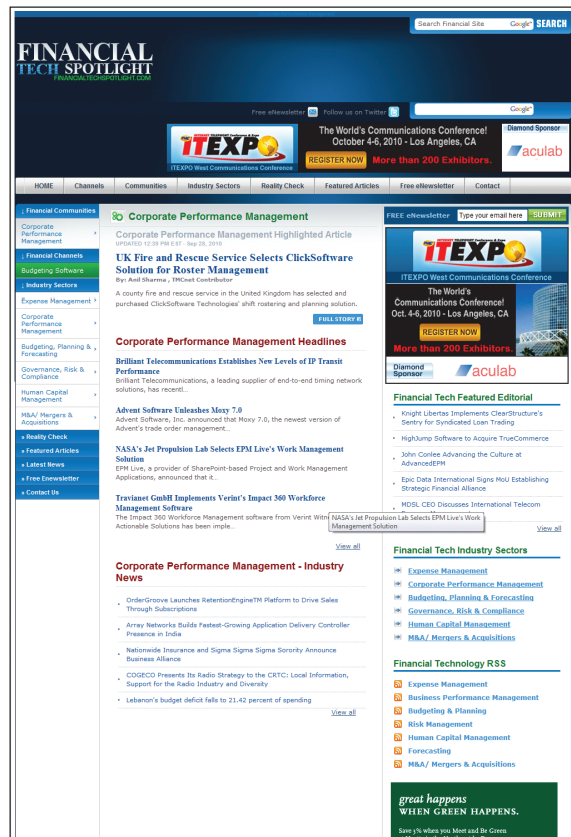 Search Financial Site Google™ SEARCH
FINANCIAL
TECH SPOTLIGHT
FINANCIALTECHSPOTLIGHT.COM
Free eNewsletter Follow us on Twitter
Google™
INTERNET TELEPHONY Conference & Expo
ITEXPO
ITEXPO West Communications Conference
The World's Communications Conference!
October 4-6, 2010 - Los Angeles, CA
REGISTER NOW More than 200 Exhibitors.
Diamond Sponsor
aculab
HOME Channels Communities Industry Sectors Reality Check Featured Articles Free eNewsletter Contact
↓ Financial Communities
Corporate
Performance
Management
↓ Financial Channels
Budgeting Software
↓ Industry Sectors
Expense Management
Corporate
Performance
Management
Budgeting, Planning &
Forecasting
Governance, Risk &
Compliance
Human Capital
Management
M&A/ Mergers &
Acquisitions
» Reality Check
» Featured Articles
» Latest News
» Free Enewsletter
» Contact Us
Corporate Performance Management
Corporate Performance Management Highlighted Article
UPDATED 12:38 PM EST - Sep 28, 2010
UK Fire and Rescue Service Selects ClickSoftware
Solution for Roster Management
By: Anil Sharma , TMCnet Contributor
A county fire and rescue service in the United Kingdom has selected and
purchased ClickSoftware Technologies' shift rostering and planning solution.
FULL STORY
Corporate Performance Management Headlines
Brilliant Telecommunications Establishes New Levels of IP Transit
Performance
Brilliant Telecommunications, a leading supplier of end-to-end timing network
solutions, has recentl...
Advent Software Unleashes Moxy 7.0
Advent Software, Inc. announced that Moxy 7.0, the newest version of
Advent's trade order management...
NASA's Jet Propulsion Lab Selects EPM Live's Work Management
Solution
EPM Live, a provider of SharePoint-based Project and Work Management
Applications, announced that it...
Travianet GmbH Implements Verint's Impact 360 Workforce
Management Software
The Impact 360 Workforce Management software from Verint Witn
Actionable Solutions has been imple...
NASA's Jet Propulsion Lab Selects EPM Live's Work
Management Solution
View all
Corporate Performance Management - Industry
News
OrderGroove Launches RetentionEngineTM Platform to Drive Sales
Through Subscriptions
Array Networks Builds Fastest-Growing Application Delivery Controller
Presence in India
Nationwide Insurance and Sigma Sigma Sigma Sorority Announce
Business Alliance
COGECO Presents Its Radio Strategy to the CRTC: Local Information,
Support for the Radio Industry and Diversity
Lebanon's budget deficit falls to 21.42 percent of spending
View all
FREE eNewsletter Type your email here SUBMIT
INTERNET TELEPHONY Conference & Expo
ITEXPO
ITEXPO West Communications Conference
The World's
Communications Conference!
Oct. 4-6, 2010 - Los Angeles, CA
REGISTER NOW
More than 200 Exhibitors.
Diamond
Sponsor
aculab
Financial Tech Featured Editorial
Knight Libertas Implements ClearStructure's
Sentry for Syndicated Loan Trading
HighJump Software to Acquire TrueCommerce
John Conlee Advancing the Culture at
AdvancedEPM
Epic Data International Signs MoU Establishing
Strategic Financial Alliance
MDSL CEO Discusses International Telecom
View all
Financial Tech Industry Sectors
Expense Management
Corporate Performance Management
Budgeting, Planning & Forecasting
Governance, Risk & Compliance
Human Capital Management
M&A/ Mergers & Acquisitions
Financial Technology RSS
Expense Management
Business Performance Management
Budgeting & Planning
Risk Management
Human Capital Management
Forecasting
M&A/ Mergers & Acquisitions
great happens
WHEN GREEN HAPPENS.
Save 5% when you Meet and Be Green